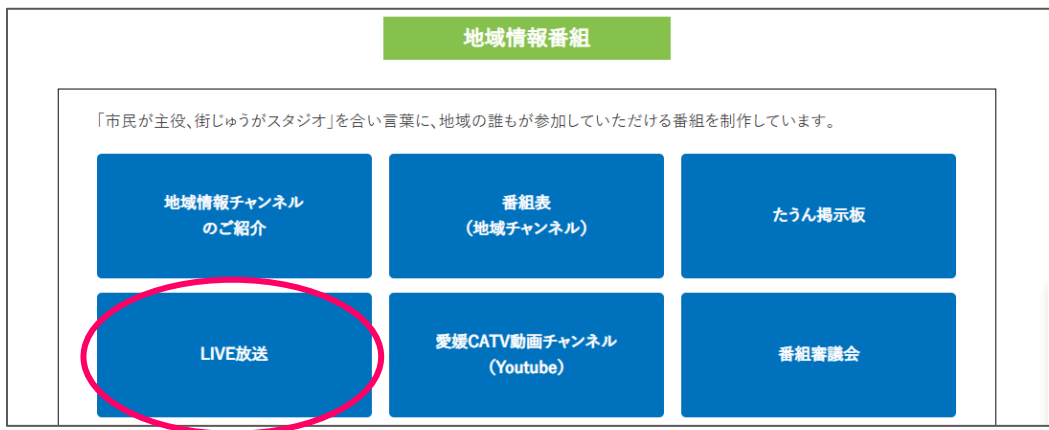 地域情報番組
「市民が主役、街じゅうがスタジオ」を合い言葉に、地域の誰もが参加していただける番組を制作しています。
地域情報チャンネル
のご紹介
番組表
（地域チャンネル）
たうん掲示板
LIVE放送
愛媛CATV動画チャンネル
（Youtube）
番組審議会